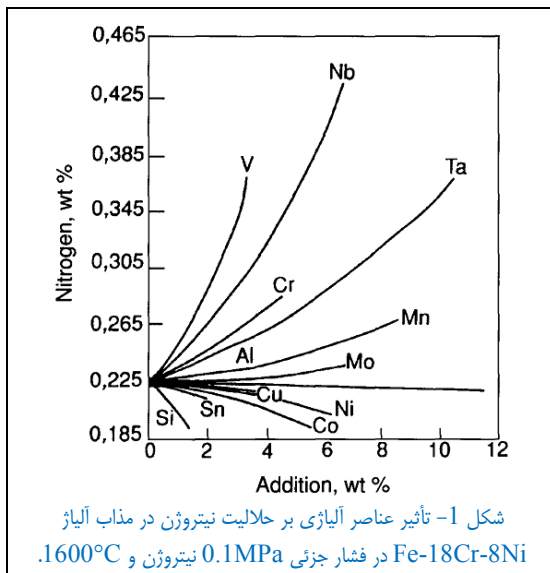 0,465
0,425
0,385
0,345
0,305
0,265
0,225
0,185
Nitrogen, wt %
Nb
V
Ta
Cr
Mn
Al
Mo
Cu
Ni
Sn
Co
Si
0 2 4 6 8 10 12
Addition, wt %
شکل 1- تأثیر عناصر آلیاژی بر حلالیت نیتروژن در مذاب آلیاژ
Fe-18Cr-8Ni در فشار جزئی 0.1MPa نیتروژن و 1600°C.